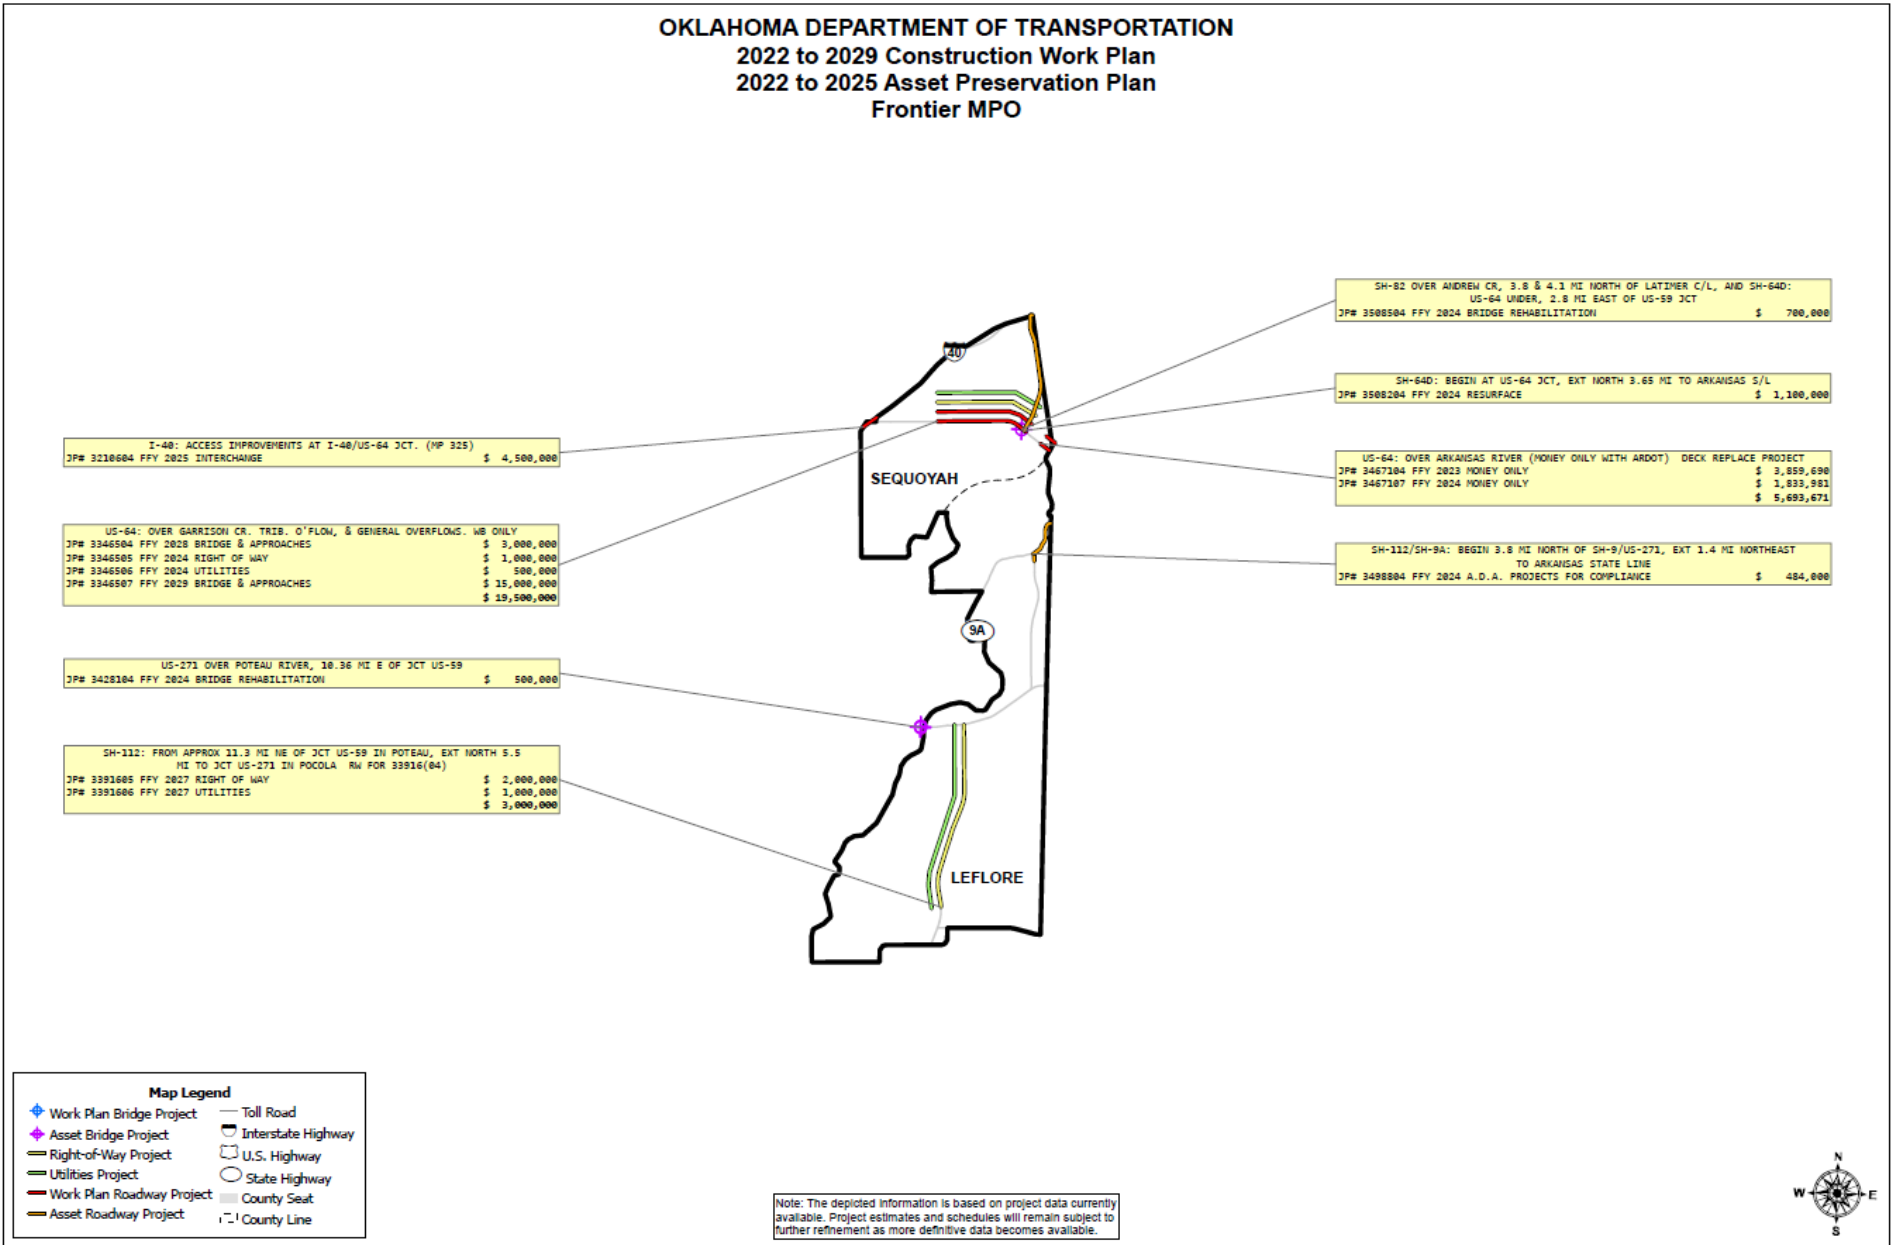 OKLAHOMA DEPARTMENT OF TRANSPORTATION
2022 to 2029 Construction Work Plan
2022 to 2025 Asset Preservation Plan
Frontier MPO
I-40: ACCESS IMPROVEMENTS AT I-40/US-64 JCT. (MP 325)
JP# 3210604 FFY 2025 INTERCHANGE $ 4,500,000
US-64: OVER GARRISON CR. TRIB. O'FLOW, & GENERAL OVERFLOWS. WB ONLY
JP# 3346504 FFY 2028 BRIDGE & APPROACHES $ 3,000,000
JP# 3346505 FFY 2024 RIGHT OF WAY $ 1,000,000
JP# 3346506 FFY 2024 UTILITIES $ 500,000
JP# 3346507 FFY 2029 BRIDGE & APPROACHES $ 15,000,000
$ 19,500,000
US-271 OVER POTEAU RIVER, 10.36 MI E OF JCT US-59
JP# 3428104 FFY 2024 BRIDGE REHABILITATION $ 500,000
SH-112: FROM APPROX 11.3 MI NE OF JCT US-59 IN POTEAU, EXT NORTH 5.5
MI TO JCT US-271 IN POCOLA RW FOR 33916(04)
JP# 3391605 FFY 2027 RIGHT OF WAY $ 2,000,000
JP# 3391606 FFY 2027 UTILITIES $ 1,000,000
$ 3,000,000
40
SEQUOYAH
9A
LEFLORE
SH-82 OVER ANDREW CR, 3.8 & 4.1 MI NORTH OF LATIMER C/L, AND SH-64D:
US-64 UNDER, 2.8 MI EAST OF US-59 JCT
JP# 3508504 FFY 2024 BRIDGE REHABILITATION $ 700,000
SH-64D: BEGIN AT US-64 JCT, EXT NORTH 3.65 MI TO ARKANSAS S/L
JP# 3508204 FFY 2024 RESURFACE $ 1,100,000
US-64: OVER ARKANSAS RIVER (MONEY ONLY WITH ARDOT) DECK REPLACE PROJECT
JP# 3467104 FFY 2023 MONEY ONLY $ 3,859,690
JP# 3467107 FFY 2024 MONEY ONLY $ 1,833,981
$ 5,693,671
SH-112/SH-9A: BEGIN 3.8 MI NORTH OF SH-9/US-271, EXT 1.4 MI NORTHEAST
TO ARKANSAS STATE LINE
JP# 3498804 FFY 2024 A.D.A. PROJECTS FOR COMPLIANCE $ 484,000
Map Legend
Work Plan Bridge Project
Asset Bridge Project
Right-of-Way Project
Utilities Project
Work Plan Roadway Project
Asset Roadway Project
Toll Road
Interstate Highway
U.S. Highway
State Highway
County Seat
County Line
Note: The depicted information is based on project data currently
available. Project estimates and schedules will remain subject to
further refinement as more definitive data becomes available.
N
W E
S